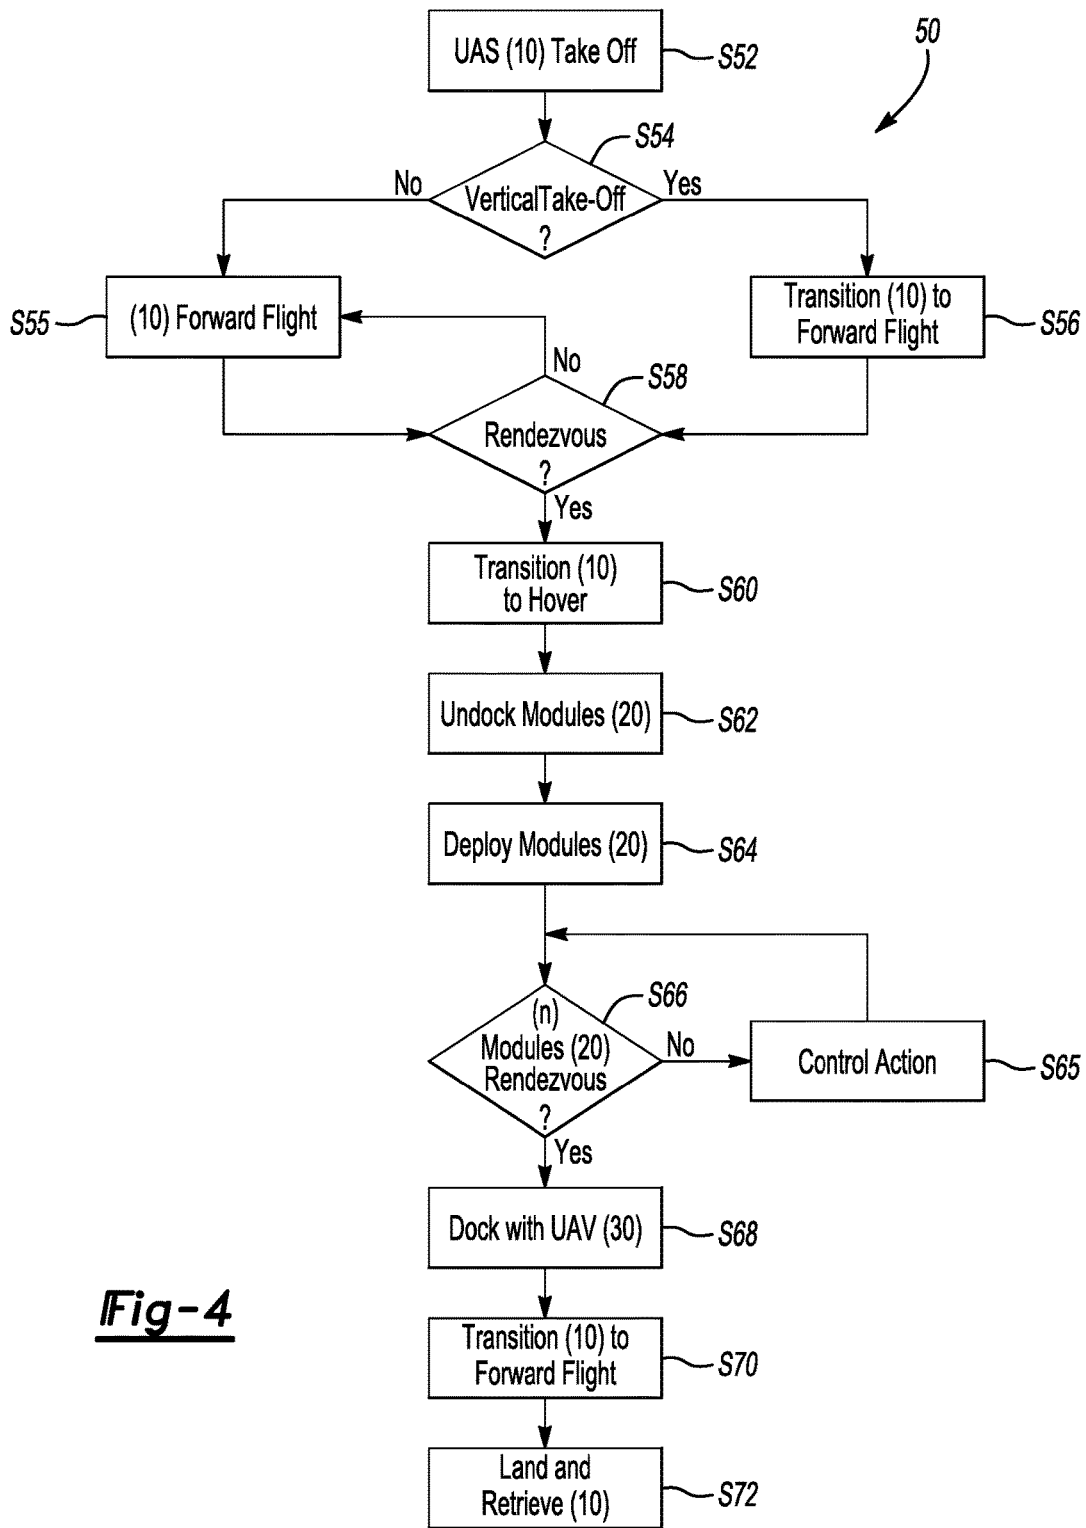 UAS (10) Take Off
S52
50
S54
No
VerticalTake-Off
?
Yes
S55
(10) Forward Flight
Transition (10) to
Forward Flight
S56
No
S58
Rendezvous
?
Yes
Transition (10)
to Hover
S60
Undock Modules (20)
S62
Deploy Modules (20)
S64
S66
(n)
Modules (20)
Rendezvous
?
No
Control Action
S65
Yes
Dock with UAV (30)
S68
Fig-4
Transition (10) to
Forward Flight
S70
Land and
Retrieve (10)
S72